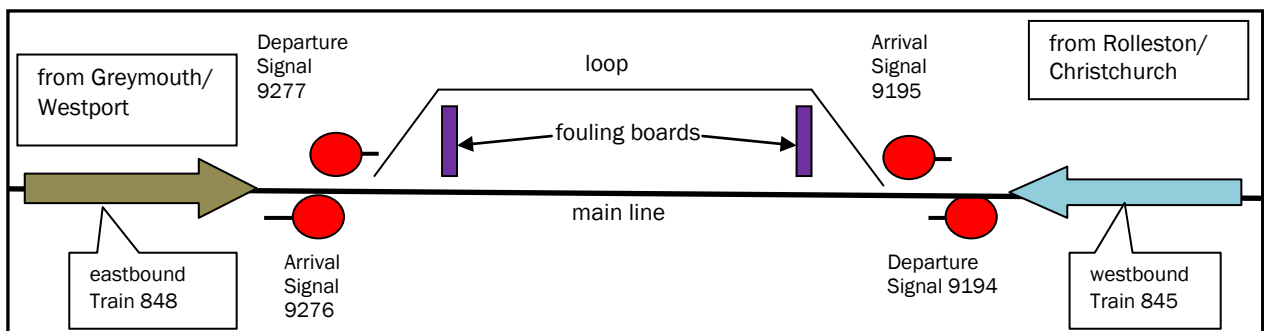 from Greymouth/
Westport
Departure
Signal
9277
loop
Arrival
Signal
9195
from Rolleston/
Christchurch
fouling boards
main line
eastbound
Train 848
Arrival
Signal
9276
Departure
Signal 9194
westbound
Train 845